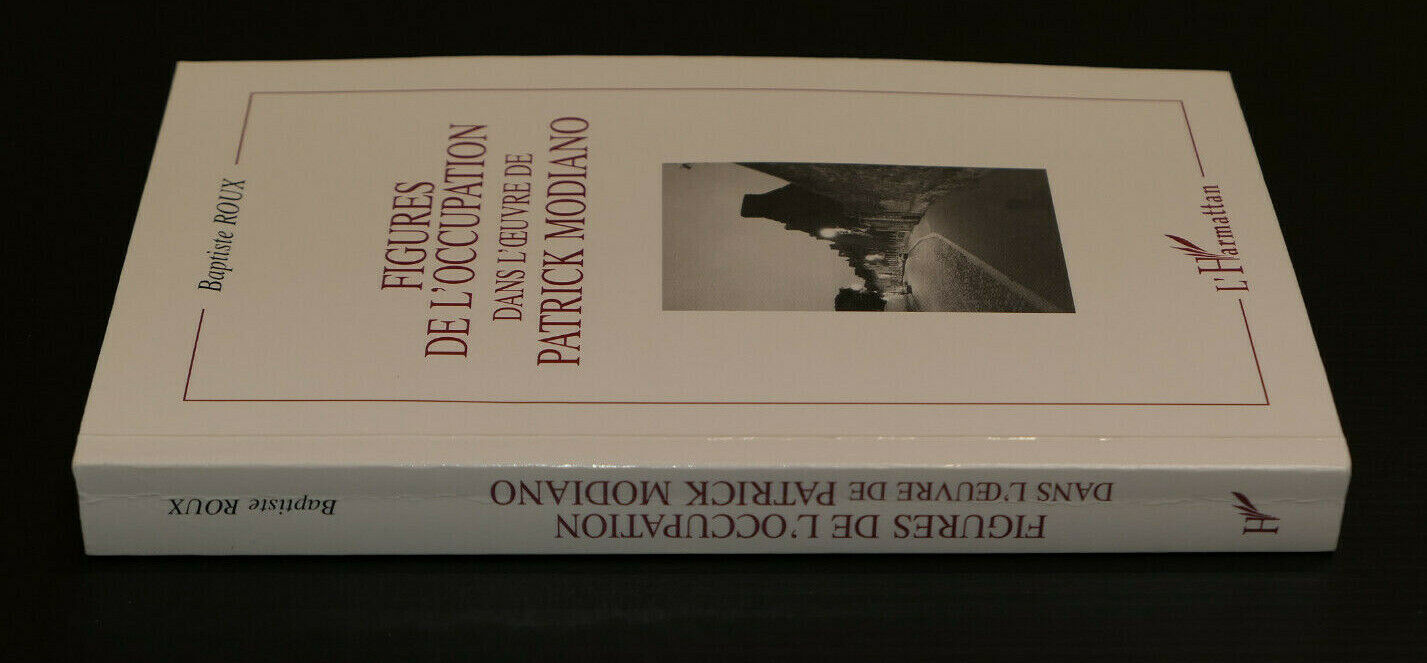 Baptiste ROUX
FIGURES
DE L'OCCUPATION
DANS L'ŒUVRE DE
PATRICK MODIANO
L'Harmattan
Baptiste ROUX
FIGURES DE L'OCCUPATION
DANS L'ŒUVRE DE PATRICK MODIANO
H